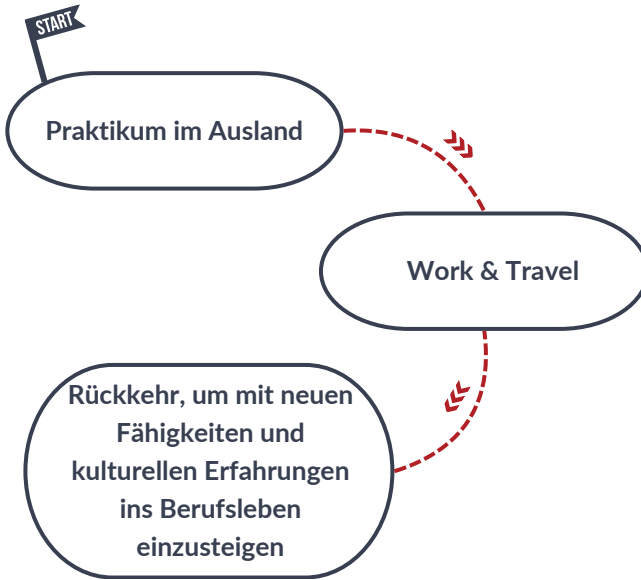 START
Praktikum im Ausland
Work & Travel
Rückkehr, um mit neuen
Fähigkeiten und
kulturellen Erfahrungen
ins Berufsleben
einzusteigen